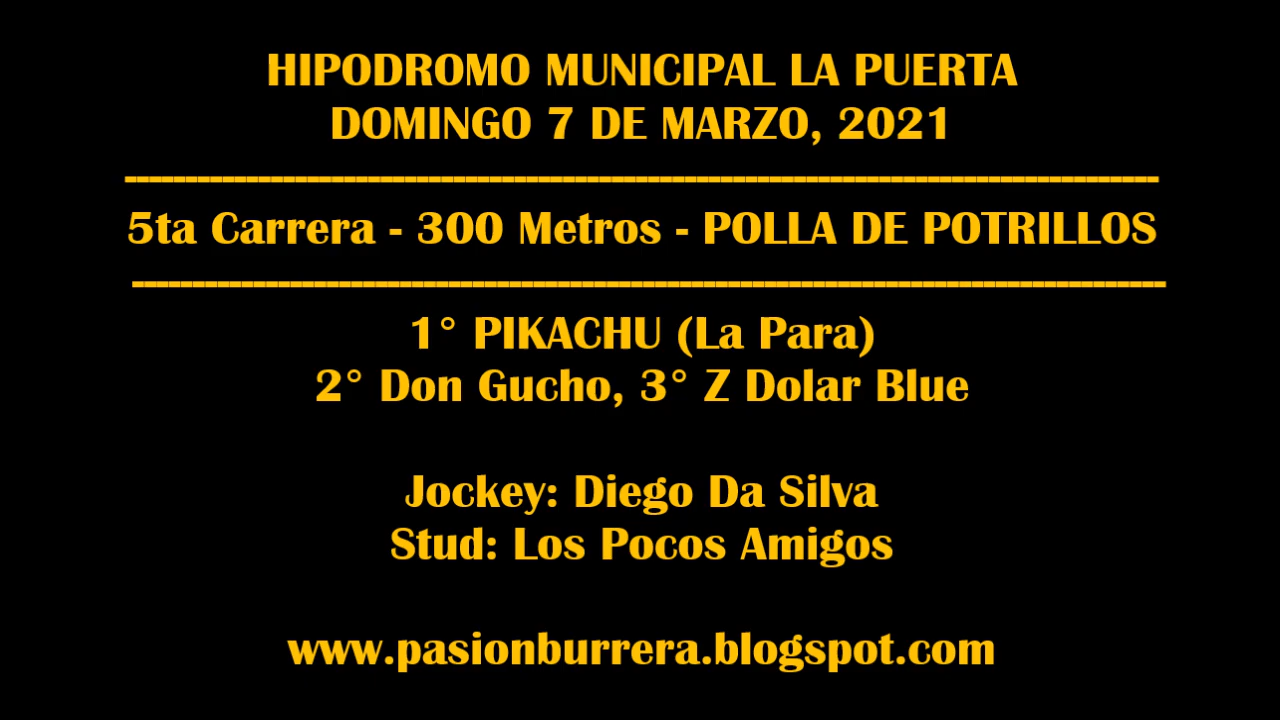 HIPODROMO MUNICIPAL LA PUERTA
DOMINGO 7 DE MARZO, 2021
--------------------------------------------------------------------------------
5ta Carrera - 300 Metros - POLLA DE POTRILLOS
--------------------------------------------------------------------------------
1° PIKACHU (La Para)
2° Don Gucho, 3° Z Dolar Blue
Jockey: Diego Da Silva
Stud: Los Pocos Amigos
www.pasionburrera.blogspot.com